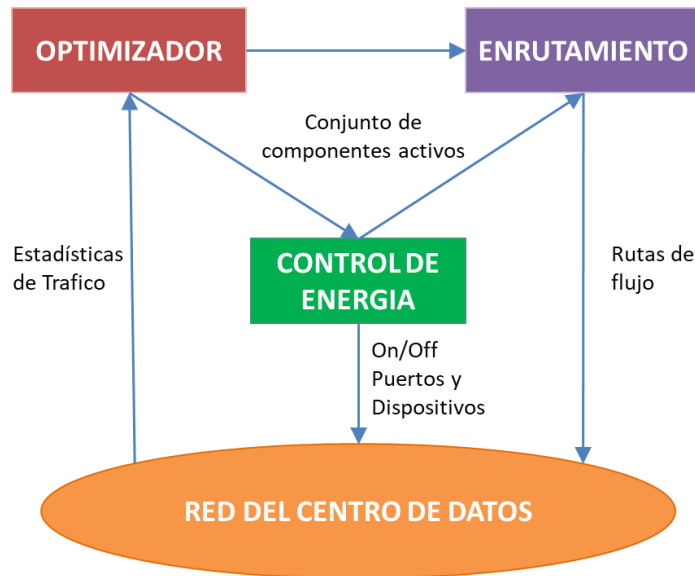 OPTIMIZADOR
ENRUTAMIENTO
Conjunto de
componentes activos
Estadísticas
de Trafico
CONTROL DE
ENERGIA
Rutas de
flujo
On/Off
Puertos y
Dispositivos
RED DEL CENTRO DE DATOS